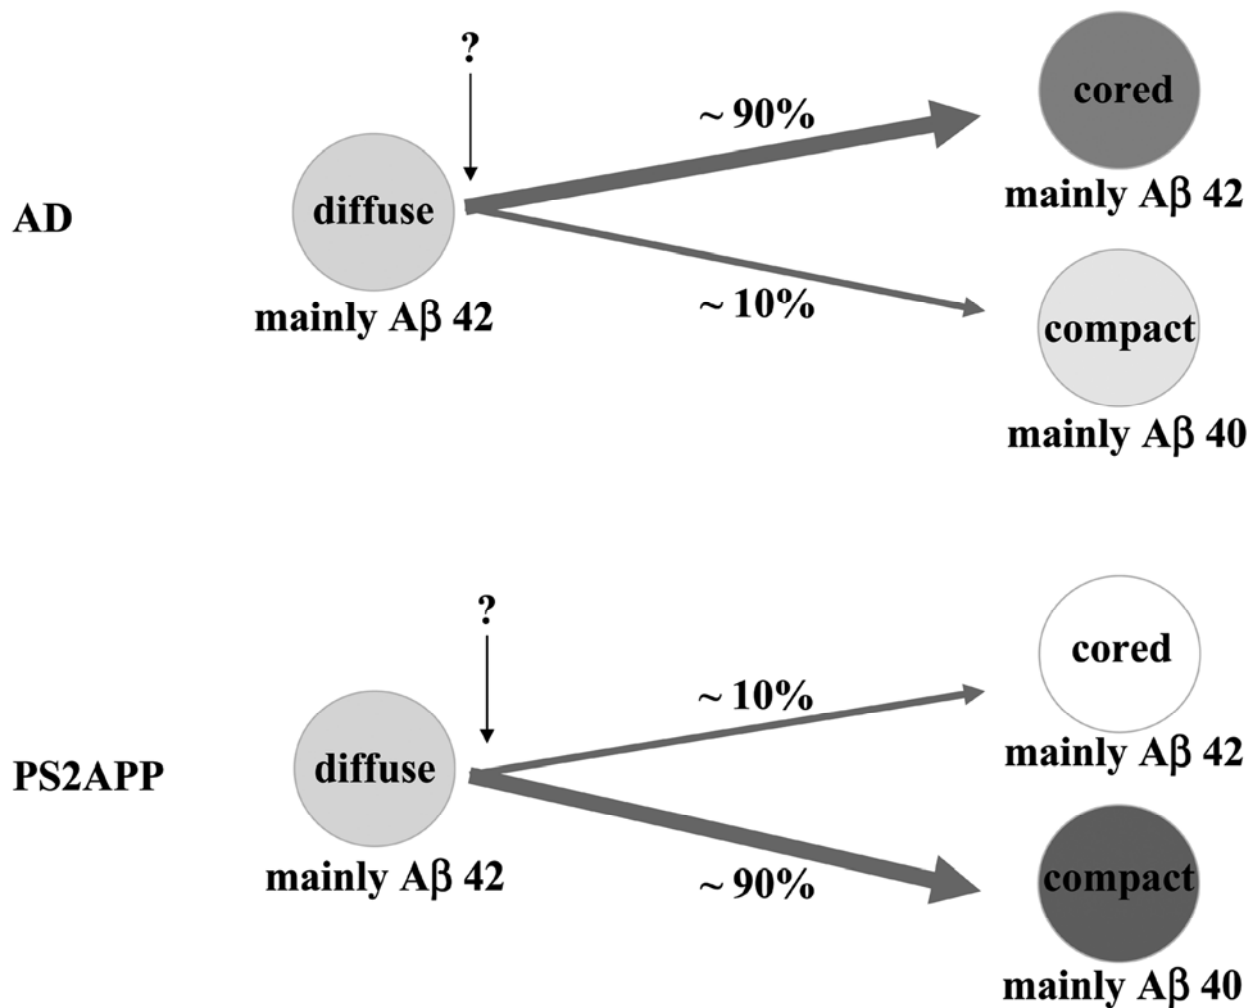 ?
cored
~ 90%
mainly Aβ 42
AD
diffuse
mainly Aβ 42
~ 10%
compact
mainly Aβ 40
?
cored
~ 10%
mainly Aβ 42
PS2APP
diffuse
mainly Aβ 42
~ 90%
compact
mainly Aβ 40